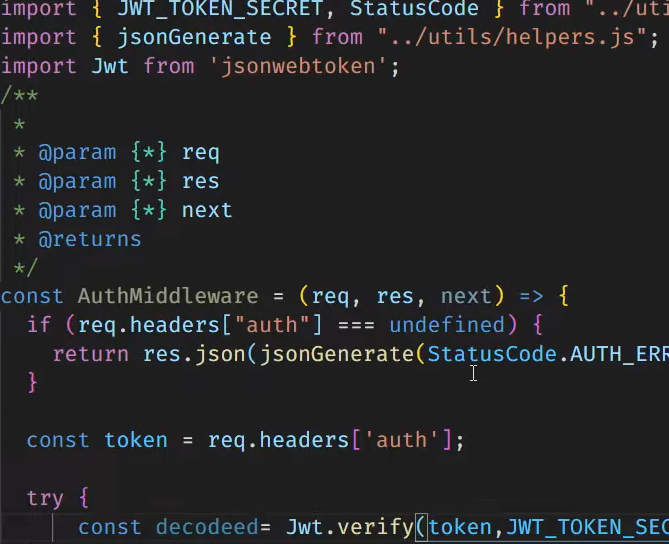 import { JWT_TOKEN_SECRET, StatusCode } from "../uti
import { jsonGenerate } from "../utils/helpers.js";
import Jwt from 'jsonwebtoken';
/**
 *
 * @param {*} req
 * @param {*} res
 * @param {*} next
 * @returns
 */
const AuthMiddleware = (req, res, next) => {
  if (req.headers["auth"] === undefined) {
    return res.json(jsonGenerate(StatusCode.AUTH_ERR
  }
  const token = req.headers['auth'];
  try {
      const decodeed= Jwt.verify(token,JWT_TOKEN_SEC